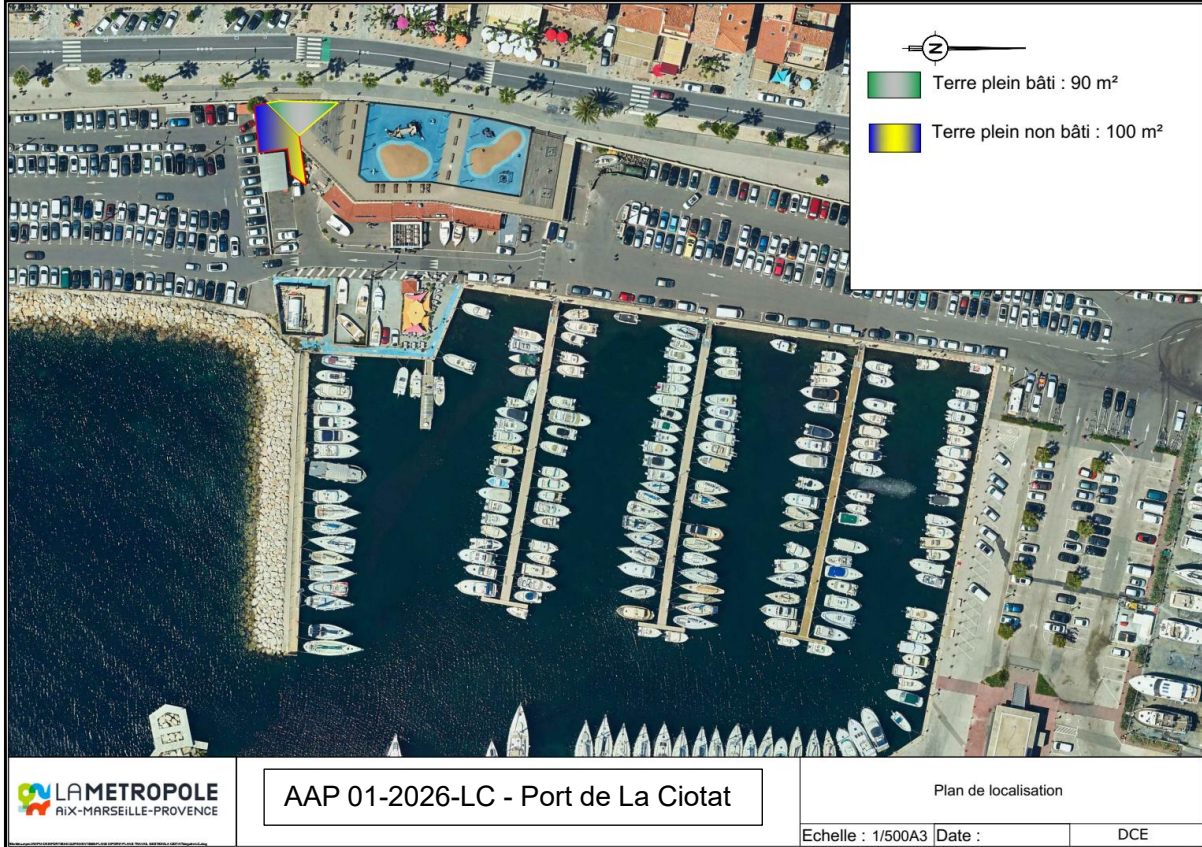 N
Terre plein bâti : 90 m²
Terre plein non bâti : 100 m²
LAMETROPOLE
AIX-MARSEILLE-PROVENCE
AAP 01-2026-LC - Port de La Ciotat
Plan de localisation
Echelle : 1/500A3 Date : DCE